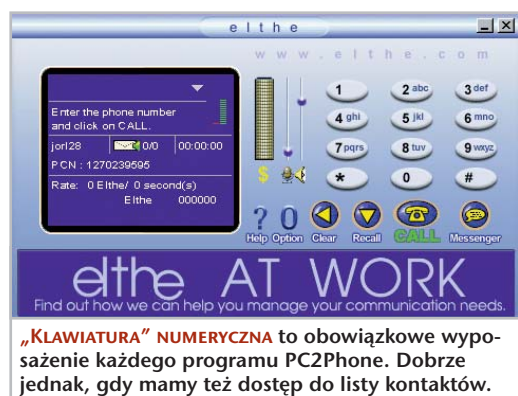 elthe
www.elthe.com
Enter the phone number
and click on CALL.
jorl28 0/0 00:00:00
PCN : 1270239595
Rate: 0 Elthe/ 0 second(s)
Elthe 000000
1 2 abc 3 def
4 ghi 5 jkl 6 mno
7 pqrs 8 tuv 9 wxyz
* 0 #
$
? 0
Help Option Clear Recall CALL Messenger
elthe AT WORK
Find out how we can help you manage your communication needs.
„KLAWIATURA” NUMERYCZNA to obowiązkowe wypo-
sażenie każdego programu PC2Phone. Dobrze
jednak, gdy mamy też dostęp do listy kontaktów.